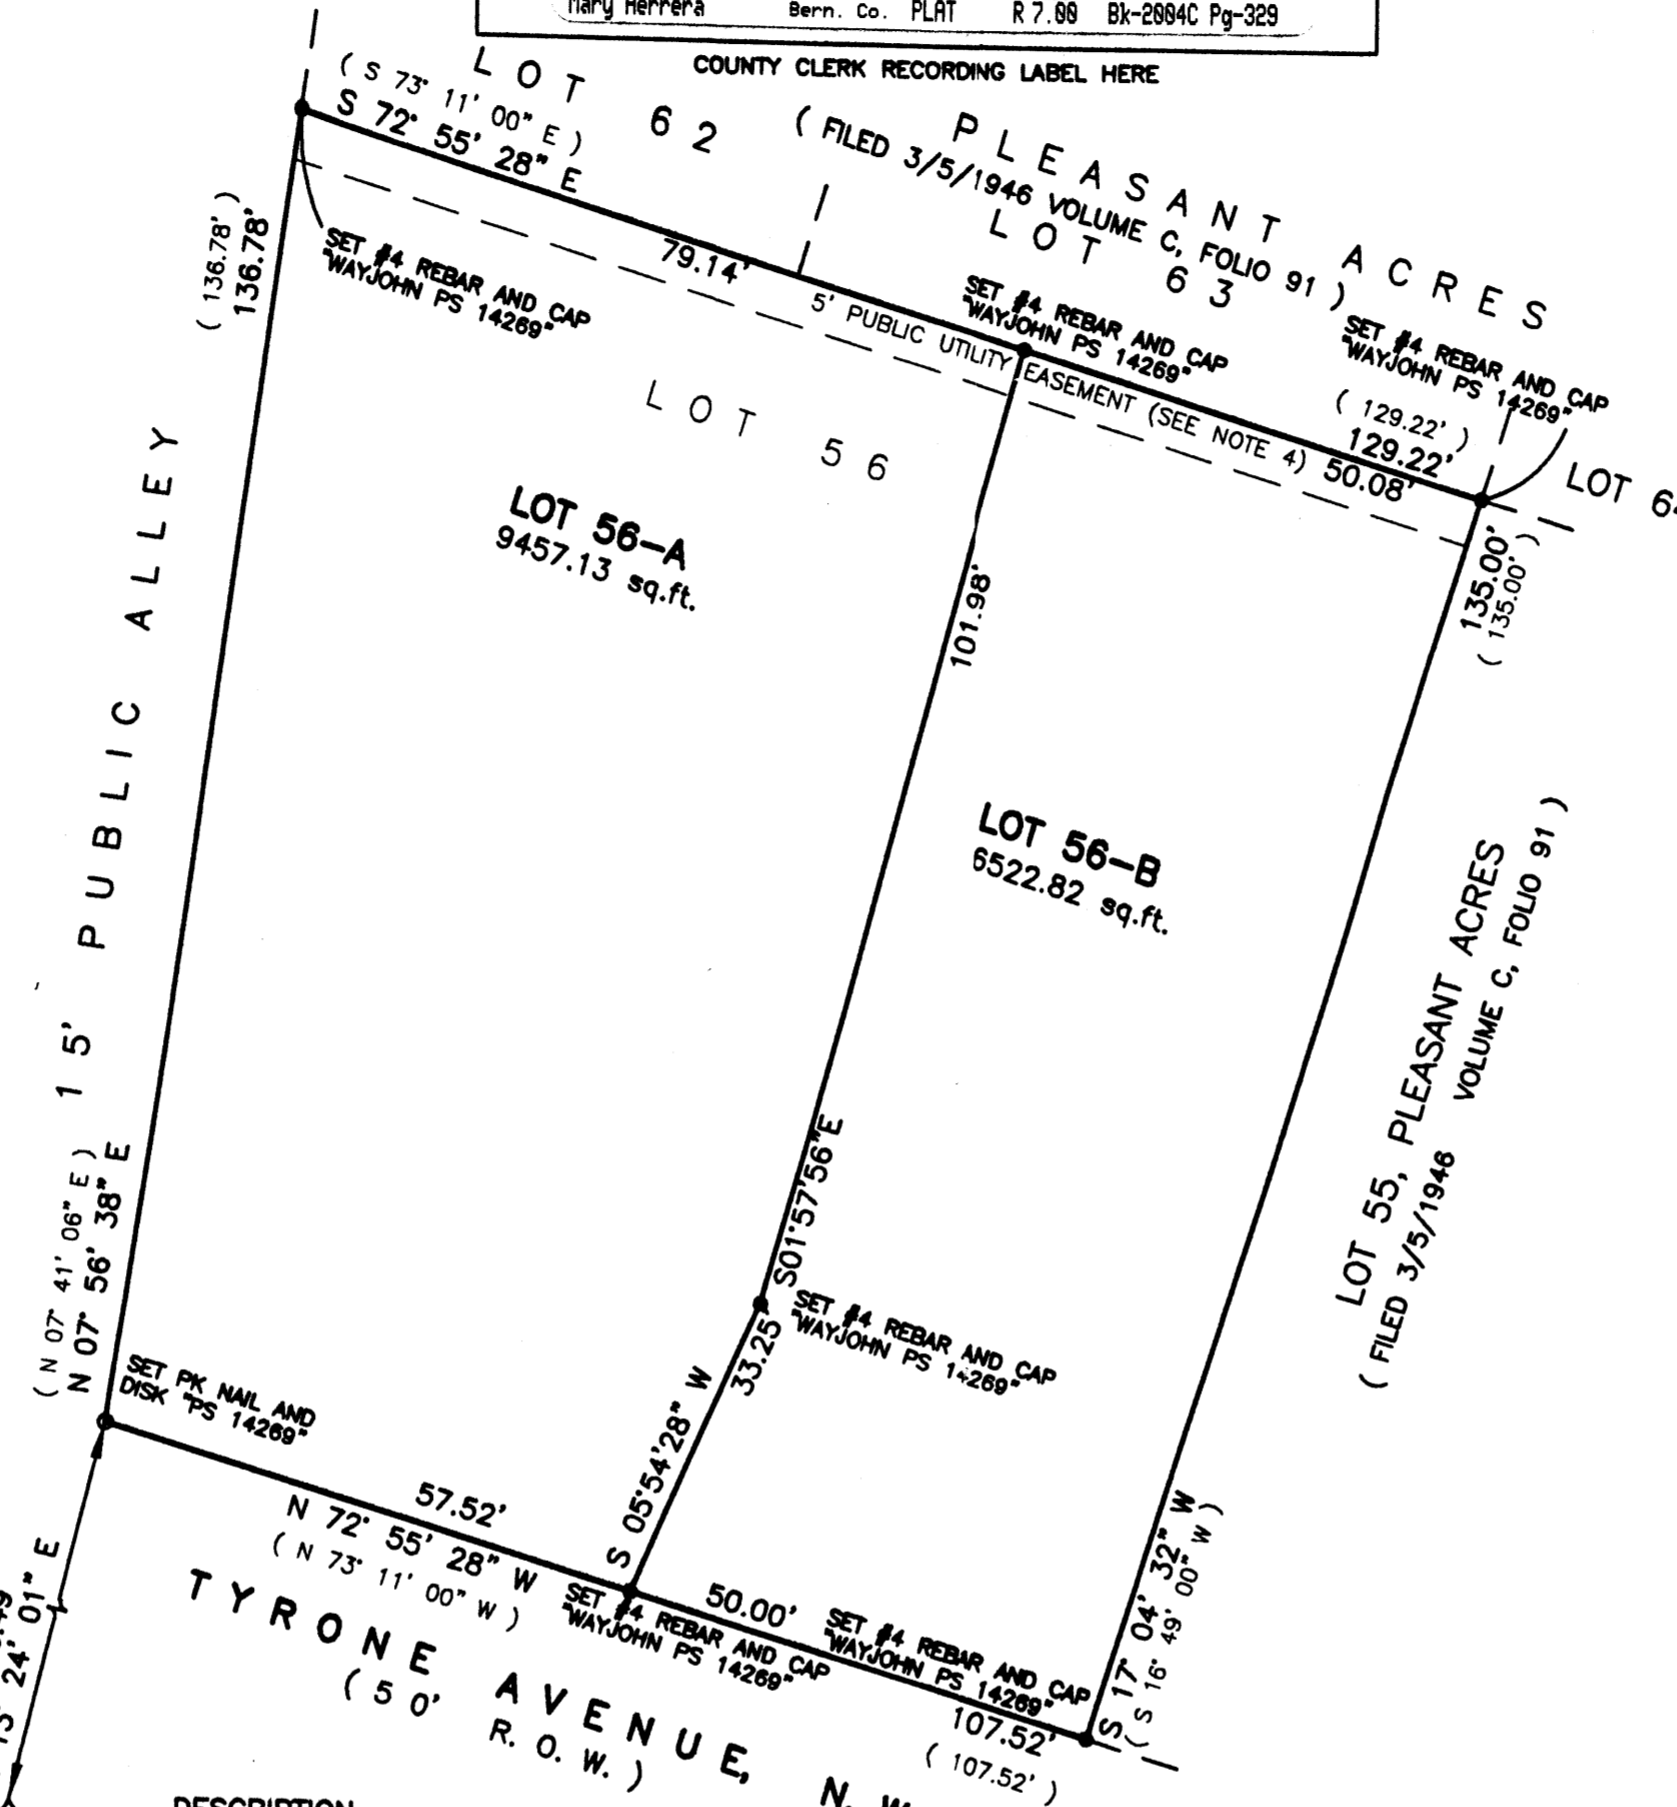 Mary Herrera Bern. Co. PLAT R 7.00 Bk-2004C Pg-329
COUNTY CLERK RECORDING LABEL HERE
LOT 62
( S 73° 11' 00" E )
S 72° 55' 28" E
PLEASANT ACRES
( FILED 3/5/1946 VOLUME C, FOLIO 91 )
LOT 63
( 136.78' )
136.78'
SET #4 REBAR AND CAP
"WAYJOHN PS 14269"
79.14'
5' PUBLIC UTILITY EASEMENT (SEE NOTE 4)
SET #4 REBAR AND CAP
"WAYJOHN PS 14269"
SET #4 REBAR AND CAP
"WAYJOHN PS 14269"
( 129.22' )
129.22'
50.08'
LOT
LOT 56
LOT 56-A
9457.13 sq.ft.
135.00'
( 135.00' )
101.98'
15' PUBLIC ALLEY
LOT 56-B
6522.82 sq.ft.
LOT 55, PLEASANT ACRES
( FILED 3/5/1946 VOLUME C, FOLIO 91 )
S01°57'56"E
( N 07° 41' 06" E )
N 07° 56' 38" E
SET #4 REBAR AND CAP
"WAYJOHN PS 14269"
33.25'
S 05°54'28" W
SET PK NAIL AND
DISK "PS 14269"
57.52'
N 72° 55' 28" W
( N 73° 11' 00" W )
SET #4 REBAR AND CAP
"WAYJOHN PS 14269"
50.00'
SET #4 REBAR AND CAP
"WAYJOHN PS 14269"
S 17° 04' 32" W
( S 16° 49' 00" W )
107.52'
( 107.52' )
24' 01" E
TYRONE AVENUE, N.
( 50' R. O. W. )
DESCRIPTION